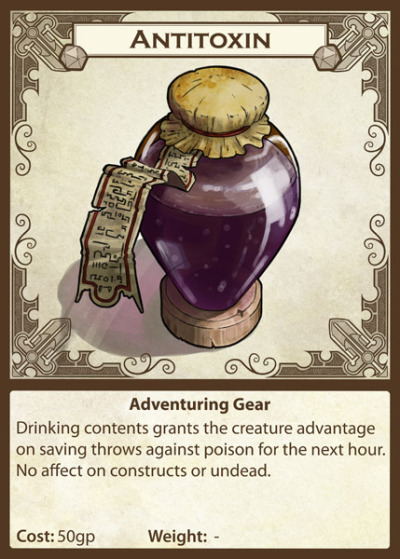 Antitoxin
Adventuring Gear
Drinking contents grants the creature advantage
on saving throws against poison for the next hour.
No affect on constructs or undead.
Cost: 50gp Weight: -